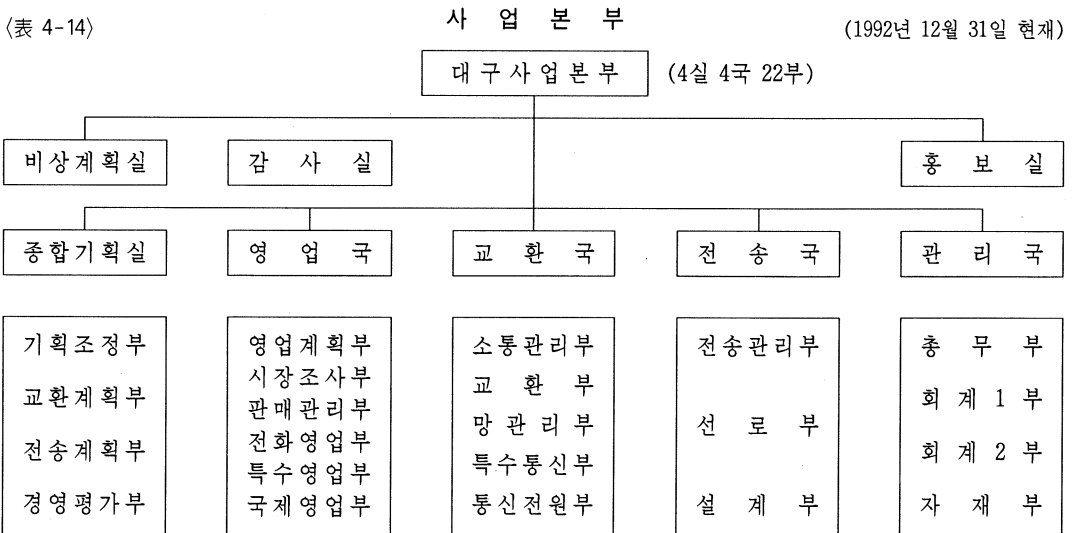 〈表 4-14〉
사 업 본 부
(1992년 12월 31일 현재)
대구사업본부
(4실 4국 22부)
비상계획실
감 사 실
홍 보 실
종합기획실
영 업 국
교 환 국
전 송 국
관 리 국
기획조정부
교환계획부
전송계획부
경영평가부
영업계획부
시장조사부
판매관리부
전화영업부
특수영업부
국제영업부
소통관리부
교 환 부
망관리부
특수통신부
통신전원부
전송관리부
선 로 부
설 계 부
총 무 부
회 계 1 부
회 계 2 부
자 재 부